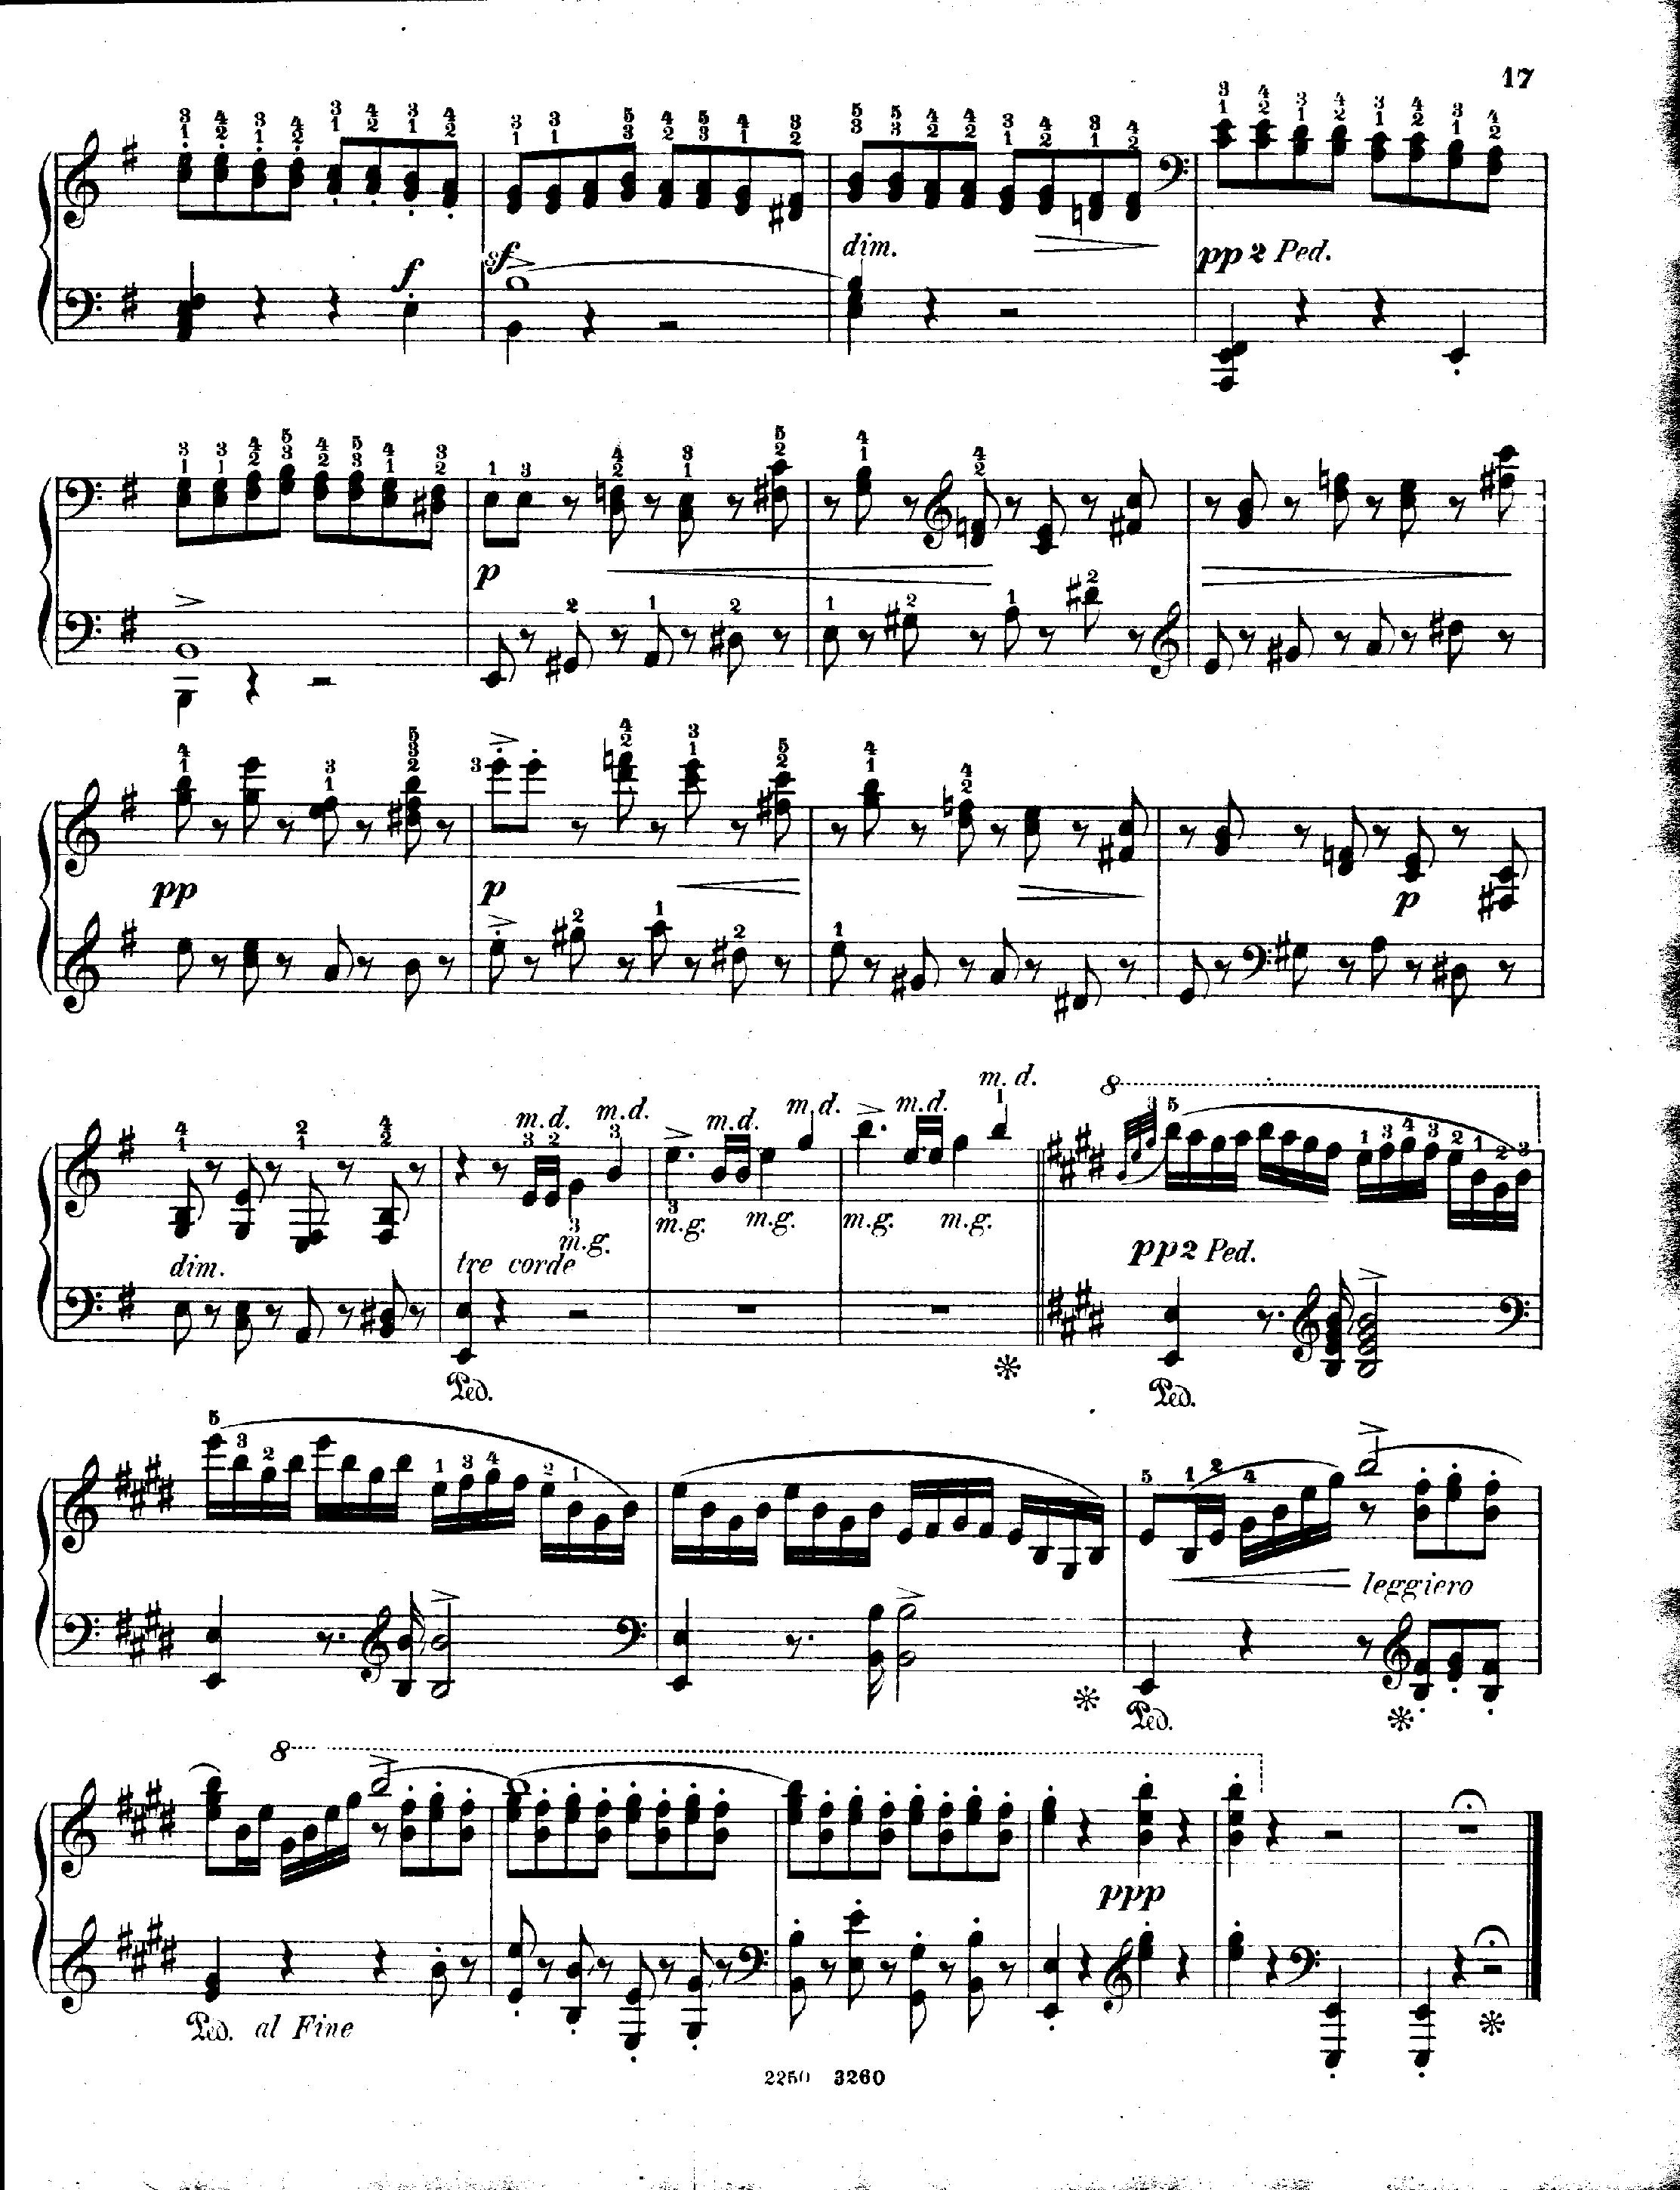 17
f
sf
dim.
pp 2 Ped.
p
pp
p
p
m.d. m.d. m.d. m.d. m.d. m.d.
8
m.g. m.g. m.g. m.g. m.g.
dim. tre corde pp 2 Ped.
Ped. Ped.
leggiero
Ped.
8
ppp
Ped. al Fine
2250 3260